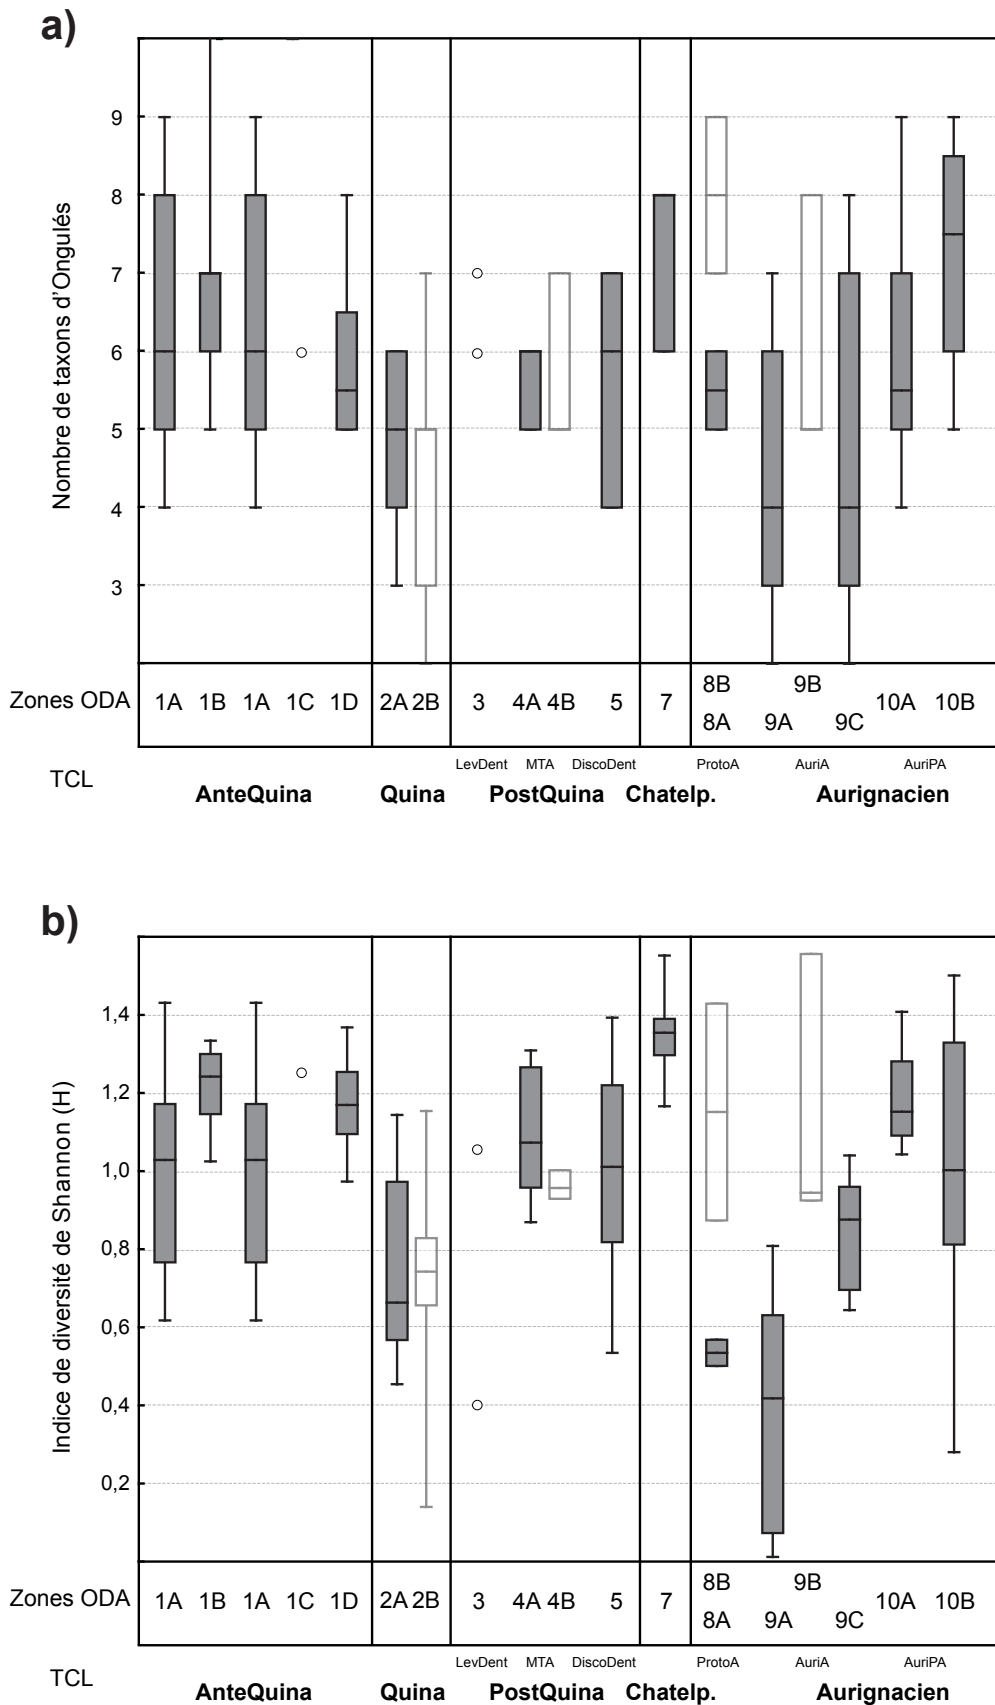 a)
Nombre de taxons d'Ongulés
9
8
7
6
5
4
3
Zones ODA 1A 1B 1A 1C 1D 2A 2B 3 4A 4B 5 7 8B 8A 9A 9B 9C 10A 10B
LevDent MTA DiscoDent ProtoA AuriA AuriPA
TCL AnteQuina Quina PostQuina Chatelp. Aurignacien
b)
Indice de diversité de Shannon (H)
1,4
1,2
1,0
0,8
0,6
0,4
0,2
Zones ODA 1A 1B 1A 1C 1D 2A 2B 3 4A 4B 5 7 8B 8A 9A 9B 9C 10A 10B
LevDent MTA DiscoDent ProtoA AuriA AuriPA
TCL AnteQuina Quina PostQuina Chatelp. Aurignacien